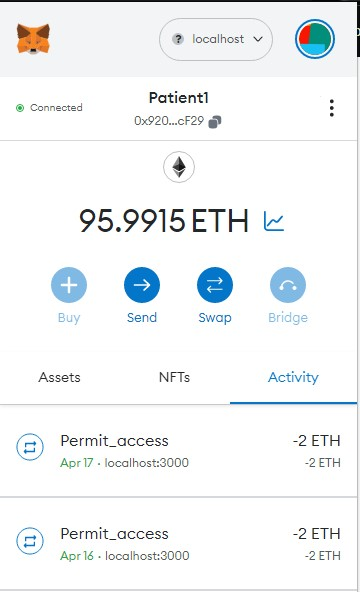 localhost
Connected
Patient1
0x920...cF29
95.9915 ETH
Buy
Send
Swap
Bridge
Assets
NFTs
Activity
Permit_access
-2 ETH
Apr 17 · localhost:3000
-2 ETH
Permit_access
-2 ETH
Apr 16 · localhost:3000
-2 ETH